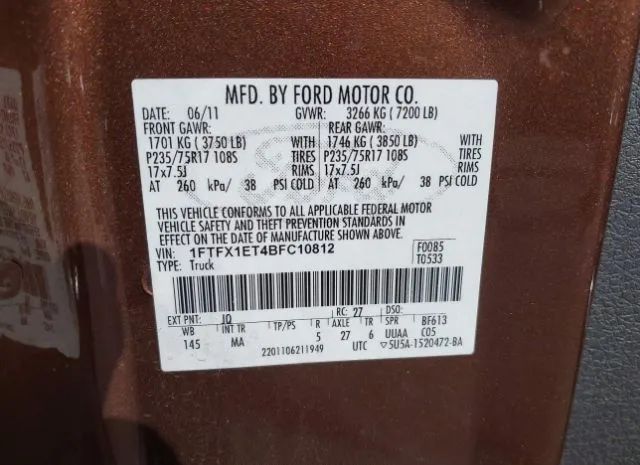 MFD. BY FORD MOTOR CO.
DATE: 06/11 GVWR: 3266 KG ( 7200 LB)
FRONT GAWR: REAR GAWR:
1701 KG ( 3750 LB) WITH 1746 KG ( 3850 LB) WITH
P235/75R17 108S TIRES P235/75R17 108S TIRES
17x7.5J RIMS 17x7.5J RIMS
AT 260 kPa/ 38 PSI COLD AT 260 kPa/ 38 PSI COLD
THIS VEHICLE CONFORMS TO ALL APPLICABLE FEDERAL MOTOR
VEHICLE SAFETY AND THEFT PREVENTION STANDARDS IN
EFFECT ON THE DATE OF MANUFACTURE SHOWN ABOVE.
VIN: 1FTFX1ET4BFC10812 F0085
TYPE: Truck T0533
EXT PNT: JQ RC: 27 DSO:
WB INT TR TP/PS R AXLE TR SPR BF613
145 MA 5 27 6 UUAA C05
2201106211949 UTC ▽5U5A-1520472-BA